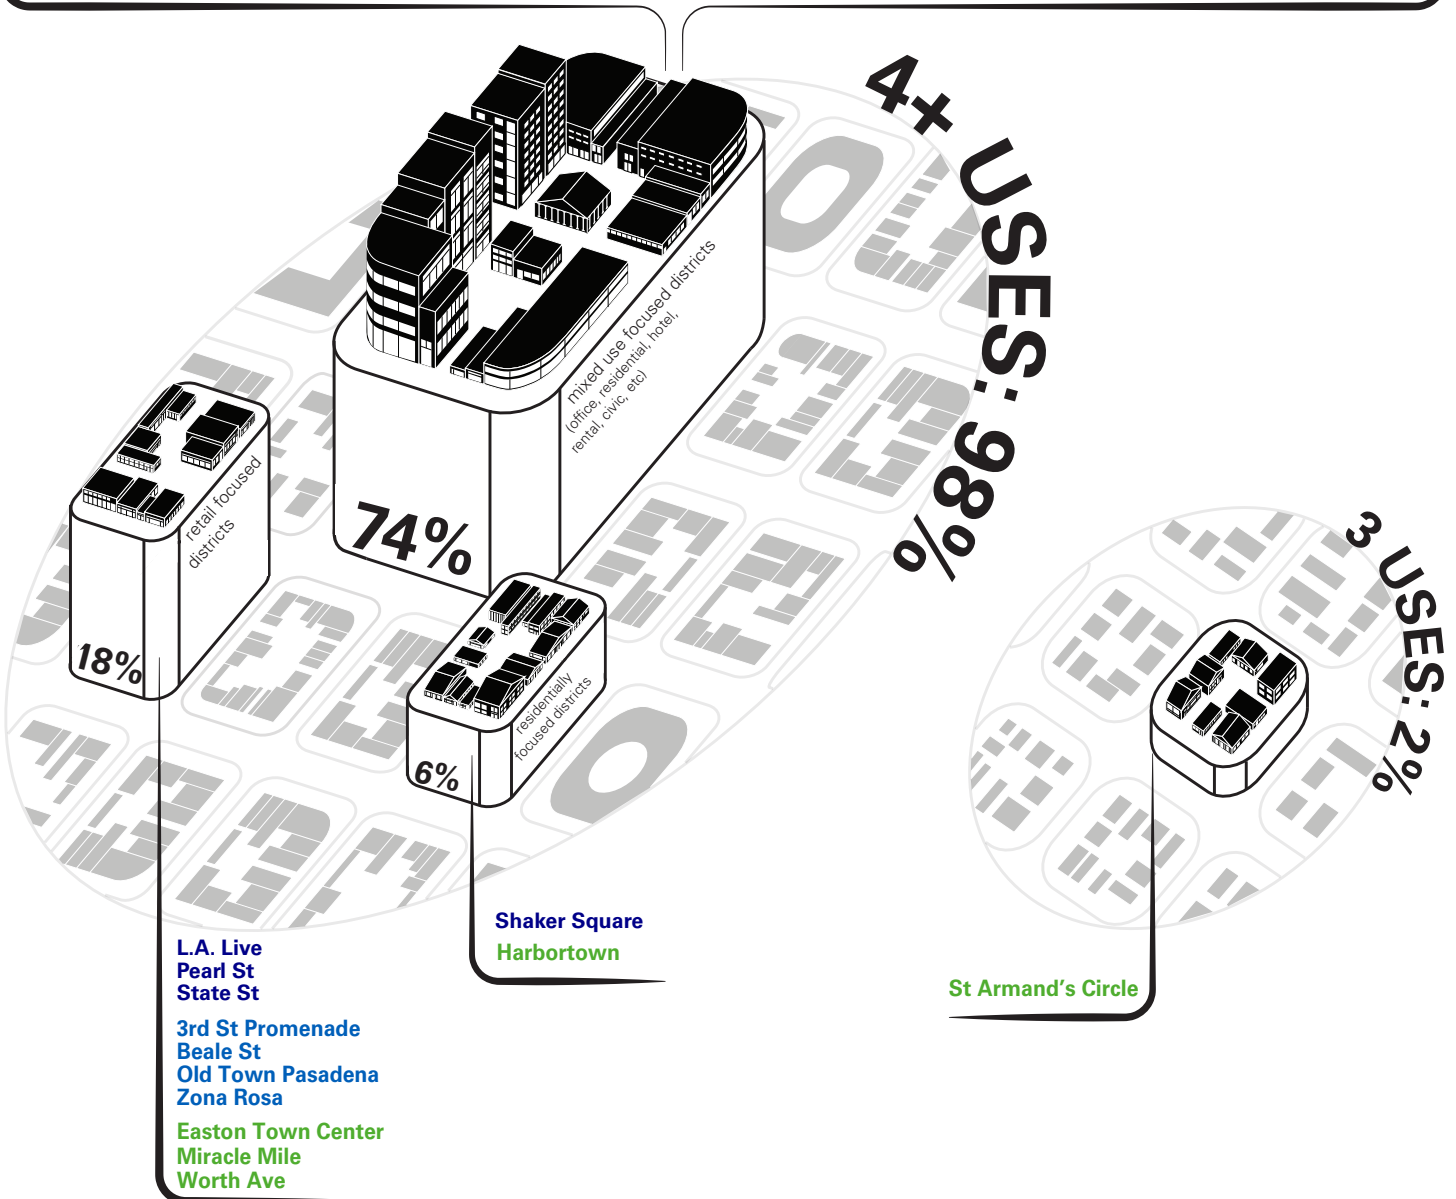 4+ USES: 98%
mixed use focused districts
(office, residential, hotel,
rental, civic, etc)
74%
retail focused
districts
18%
residentially
focused districts
6%
3 USES: 2%
Shaker Square
Harbortown
L.A. Live
Pearl St
State St
3rd St Promenade
Beale St
Old Town Pasadena
Zona Rosa
Easton Town Center
Miracle Mile
Worth Ave
St Armand's Circle